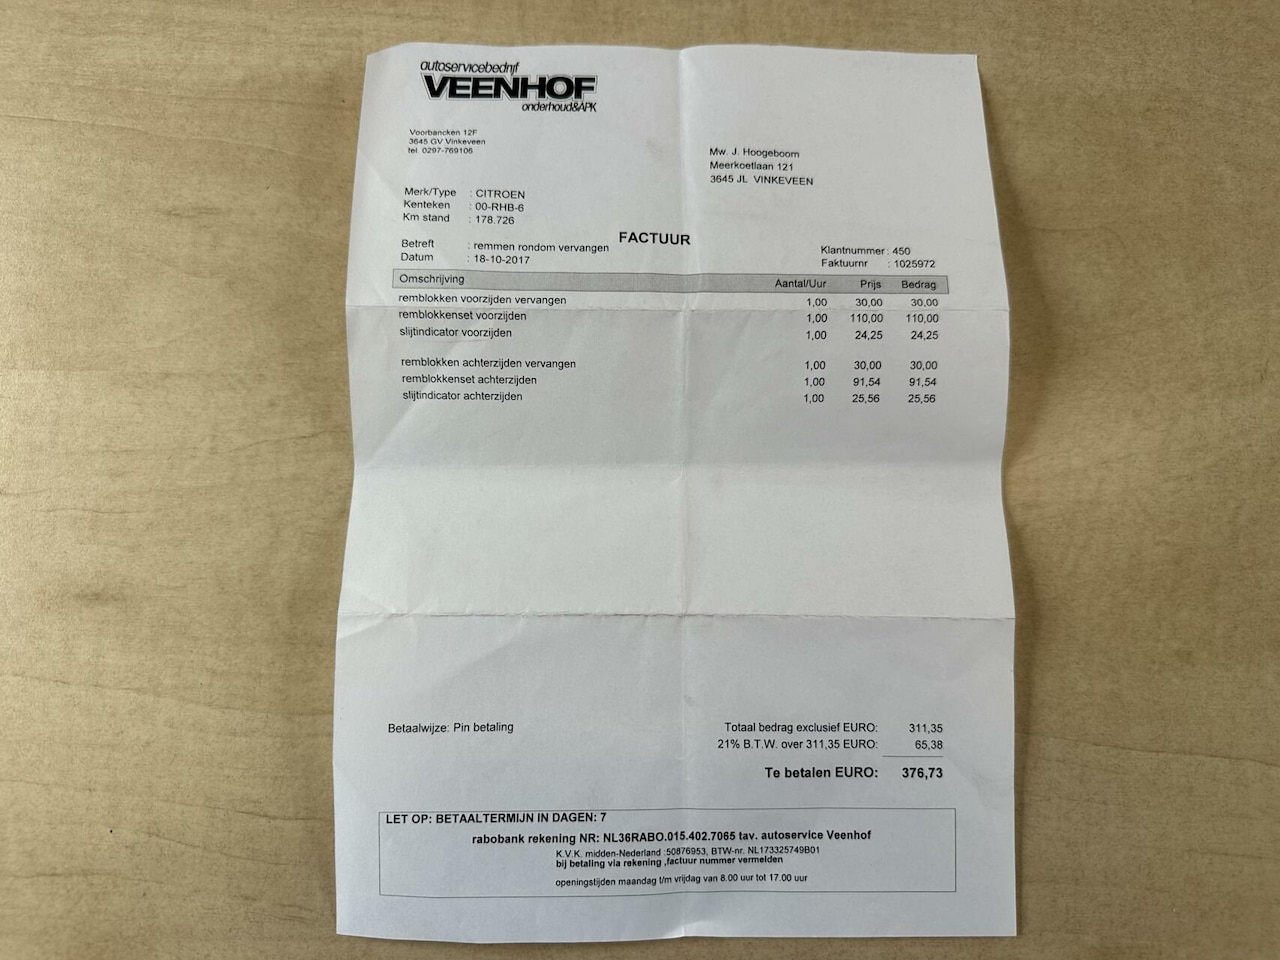 autoservicebedrijf
VEENHOF
onderhoud&APK
Voorbancken 12F
3645 GV Vinkeveen
tel. 0297-769106
Mw. J. Hoogeboom
Meerkoetlaan 121
3645 JL VINKEVEEN
Merk/Type : CITROEN
Kenteken : 00-RHB-6
Km stand : 178.726
FACTUUR
Betreft : remmen rondom vervangen
Datum : 18-10-2017
Klantnummer : 450
Faktuurnr : 1025972
Omschrijving Aantal/Uur Prijs Bedrag
remblokken voorzijden vervangen 1,00 30,00 30,00
remblokkenset voorzijden 1,00 110,00 110,00
slijtindicator voorzijden 1,00 24,25 24,25
remblokken achterzijden vervangen 1,00 30,00 30,00
remblokkenset achterzijden 1,00 91,54 91,54
slijtindicator achterzijden 1,00 25,56 25,56
Betaalwijze: Pin betaling
Totaal bedrag exclusief EURO: 311,35
21% B.T.W. over 311,35 EURO: 65,38
Te betalen EURO: 376,73
LET OP: BETAALTERMIJN IN DAGEN: 7
rabobank rekening NR: NL36RABO.015.402.7065 tav. autoservice Veenhof
K.V.K. midden-Nederland :50876953, BTW-nr. NL173325749B01
bij betaling via rekening ,factuur nummer vermelden
openingstijden maandag t/m vrijdag van 8.00 uur tot 17.00 uur